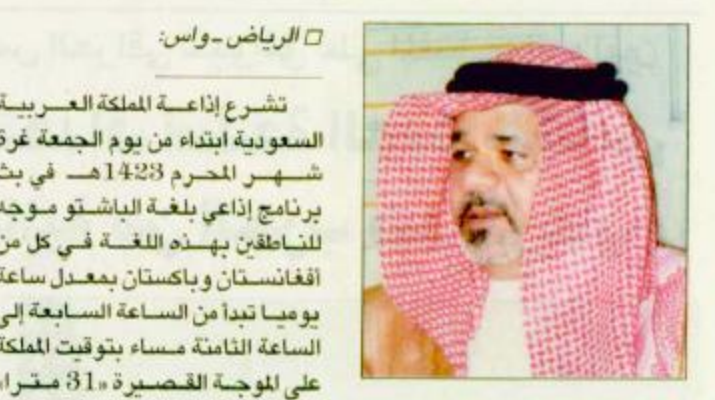 □ الرياض - واس:
تشرع إذاعة المملكة العربية
السعودية ابتداء من يوم الجمعة غرة
شهر المحرم 1423هـ في بث
برنامج إذاعي بلغة الباشتو موجه
للناطقين بهذه اللغة في كل من
أفغانستان وباكستان بمعدل ساعة
يوميا تبدأ من الساعة السابعة إلى
الساعة الثامنة مساء بتوقيت المملكة
على الموجة القصيرة «31 مترا»